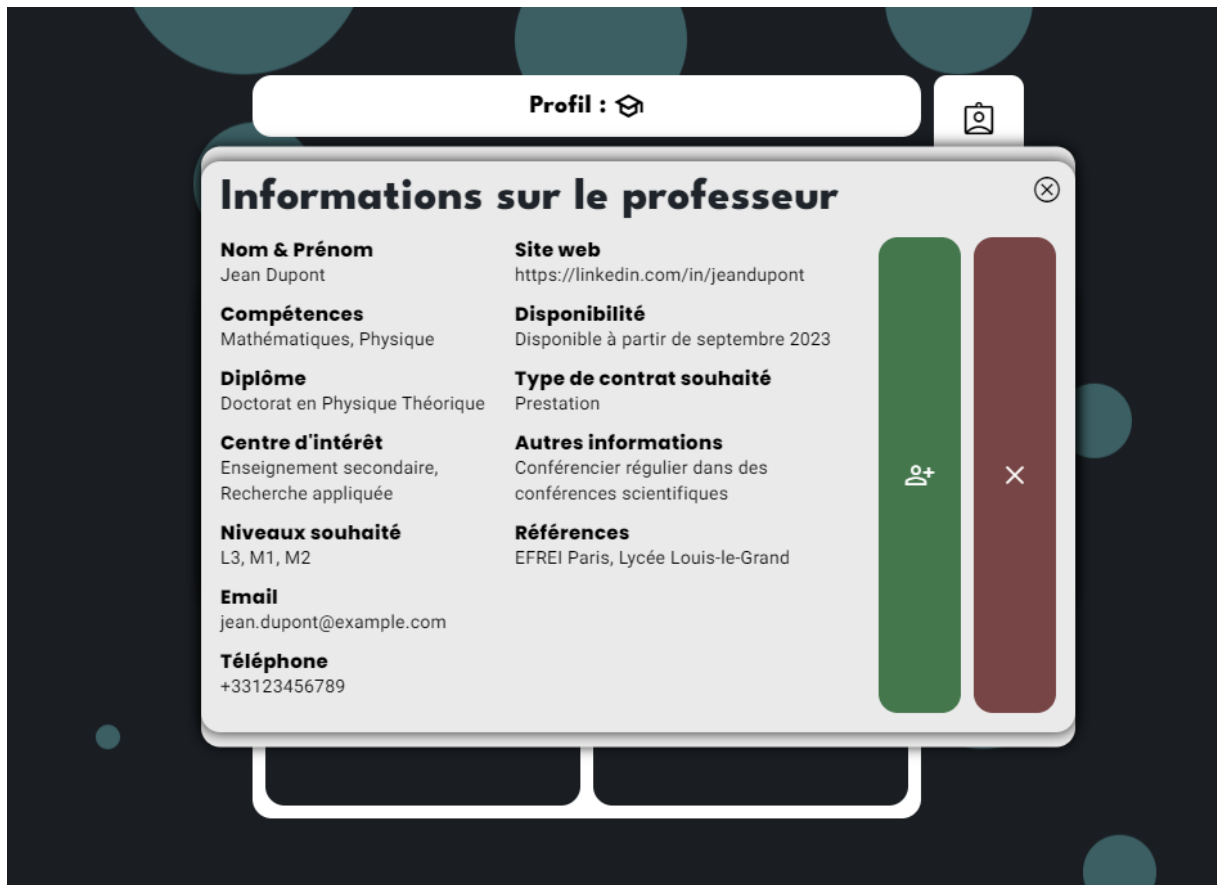 Profil :
Informations sur le professeur
Nom & Prénom
Jean Dupont
Compétences
Mathématiques, Physique
Diplôme
Doctorat en Physique Théorique
Centre d'intérêt
Enseignement secondaire,
Recherche appliquée
Niveaux souhaité
L3, M1, M2
Email
jean.dupont@example.com
Téléphone
+33123456789
Site web
https://linkedin.com/in/jeandupont
Disponibilité
Disponible à partir de septembre 2023
Type de contrat souhaité
Prestation
Autres informations
Conférencier régulier dans des
conférences scientifiques
Références
EFREI Paris, Lycée Louis-le-Grand